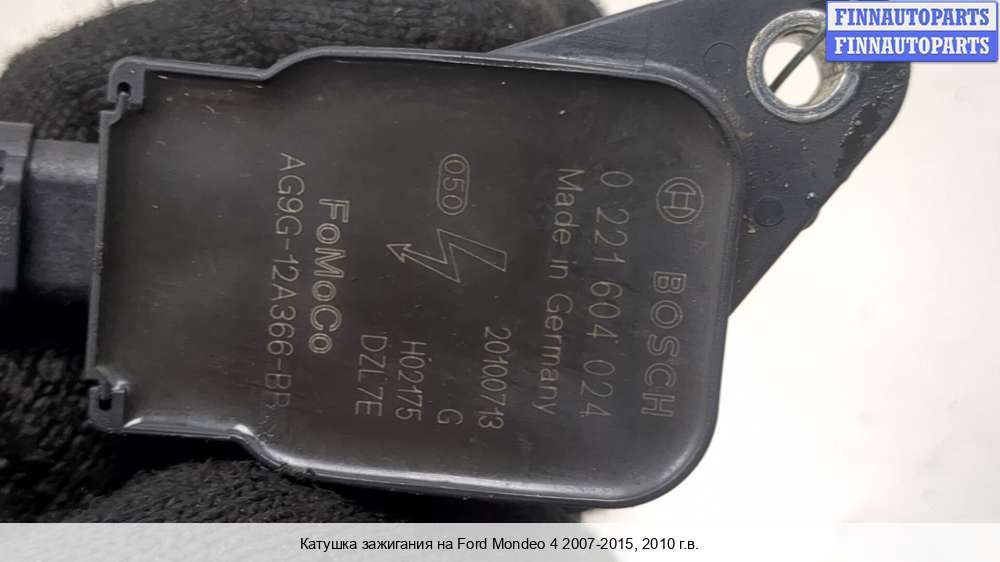 FINNAUTOPARTS
FINNAUTOPARTS
BOSCH
0 221 604 024
Made in Germany
20100713
G
050
H02175
DZL7E
FoMoCo
AG9G-12A366-BB
Катушка зажигания на Ford Mondeo 4 2007-2015, 2010 г.в.